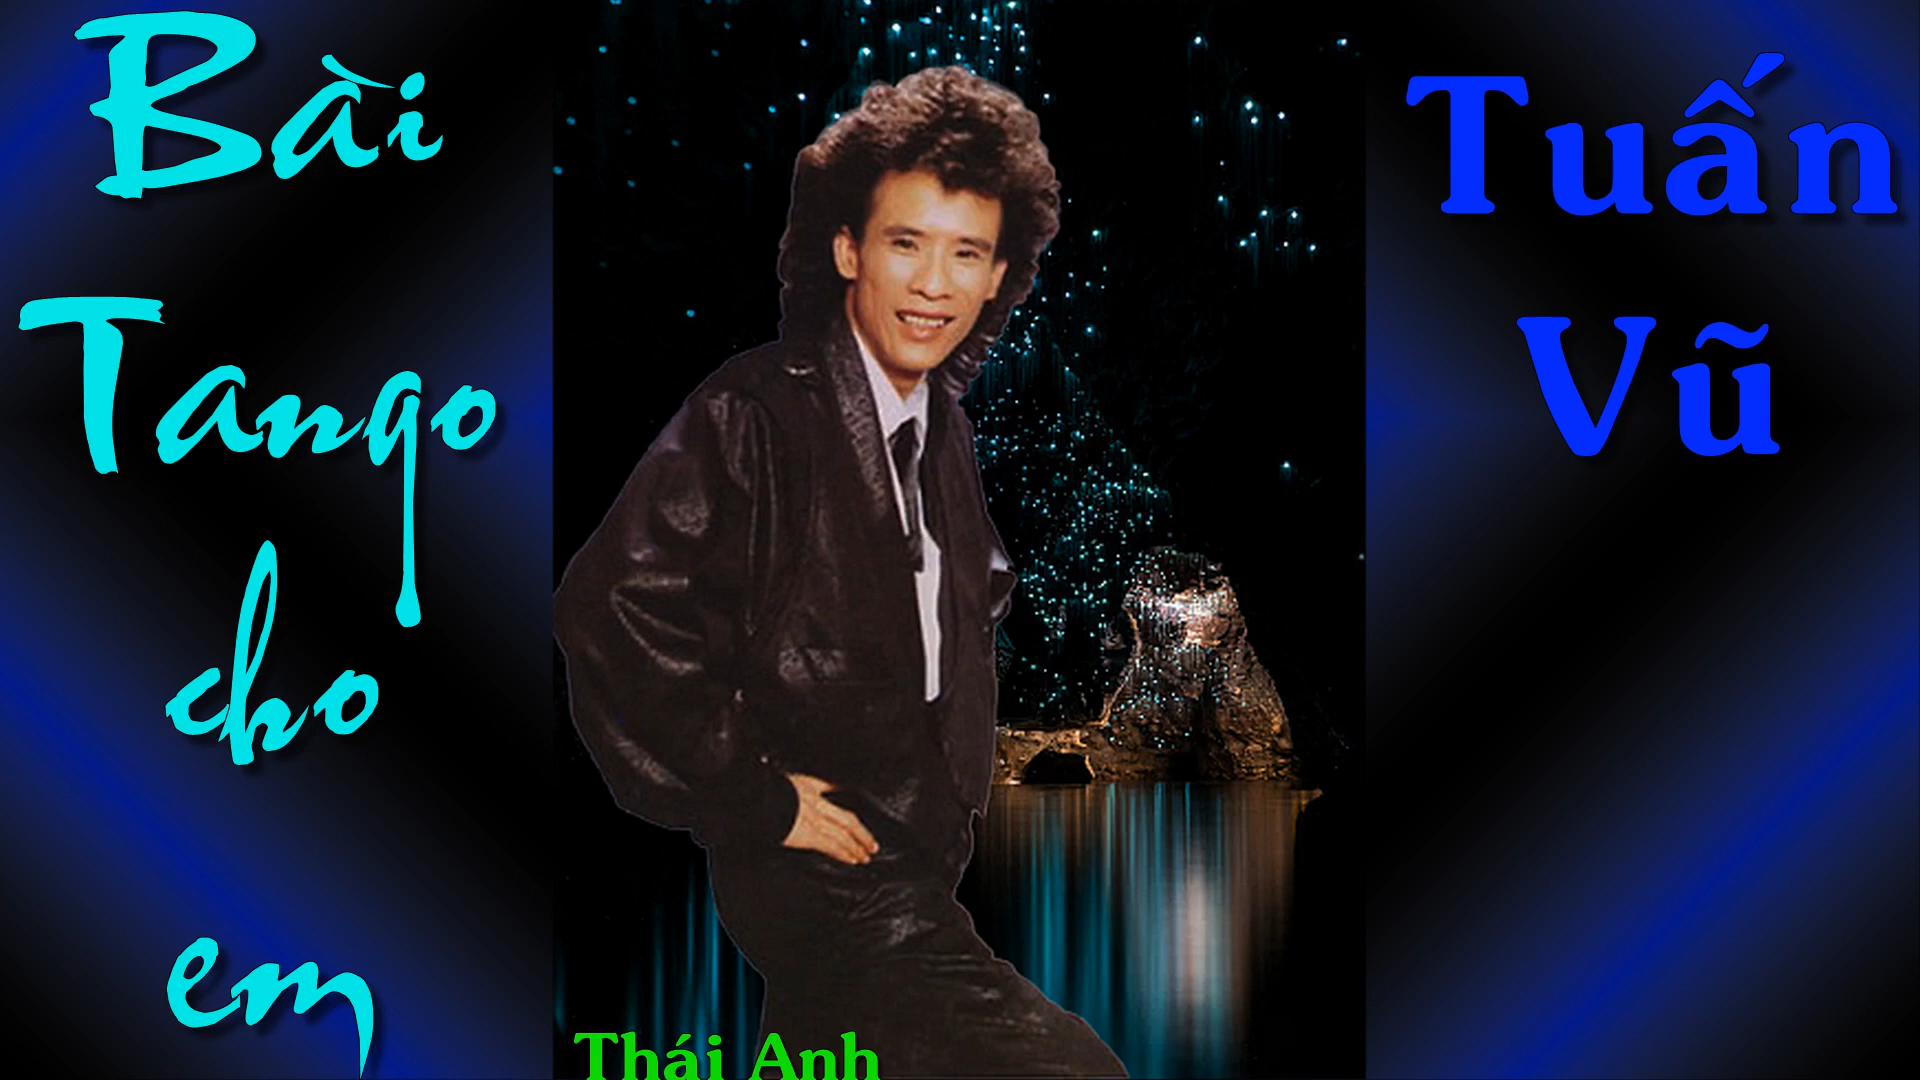 Bài
Tango
cho
em
Tuấn
Vũ
Thái Anh